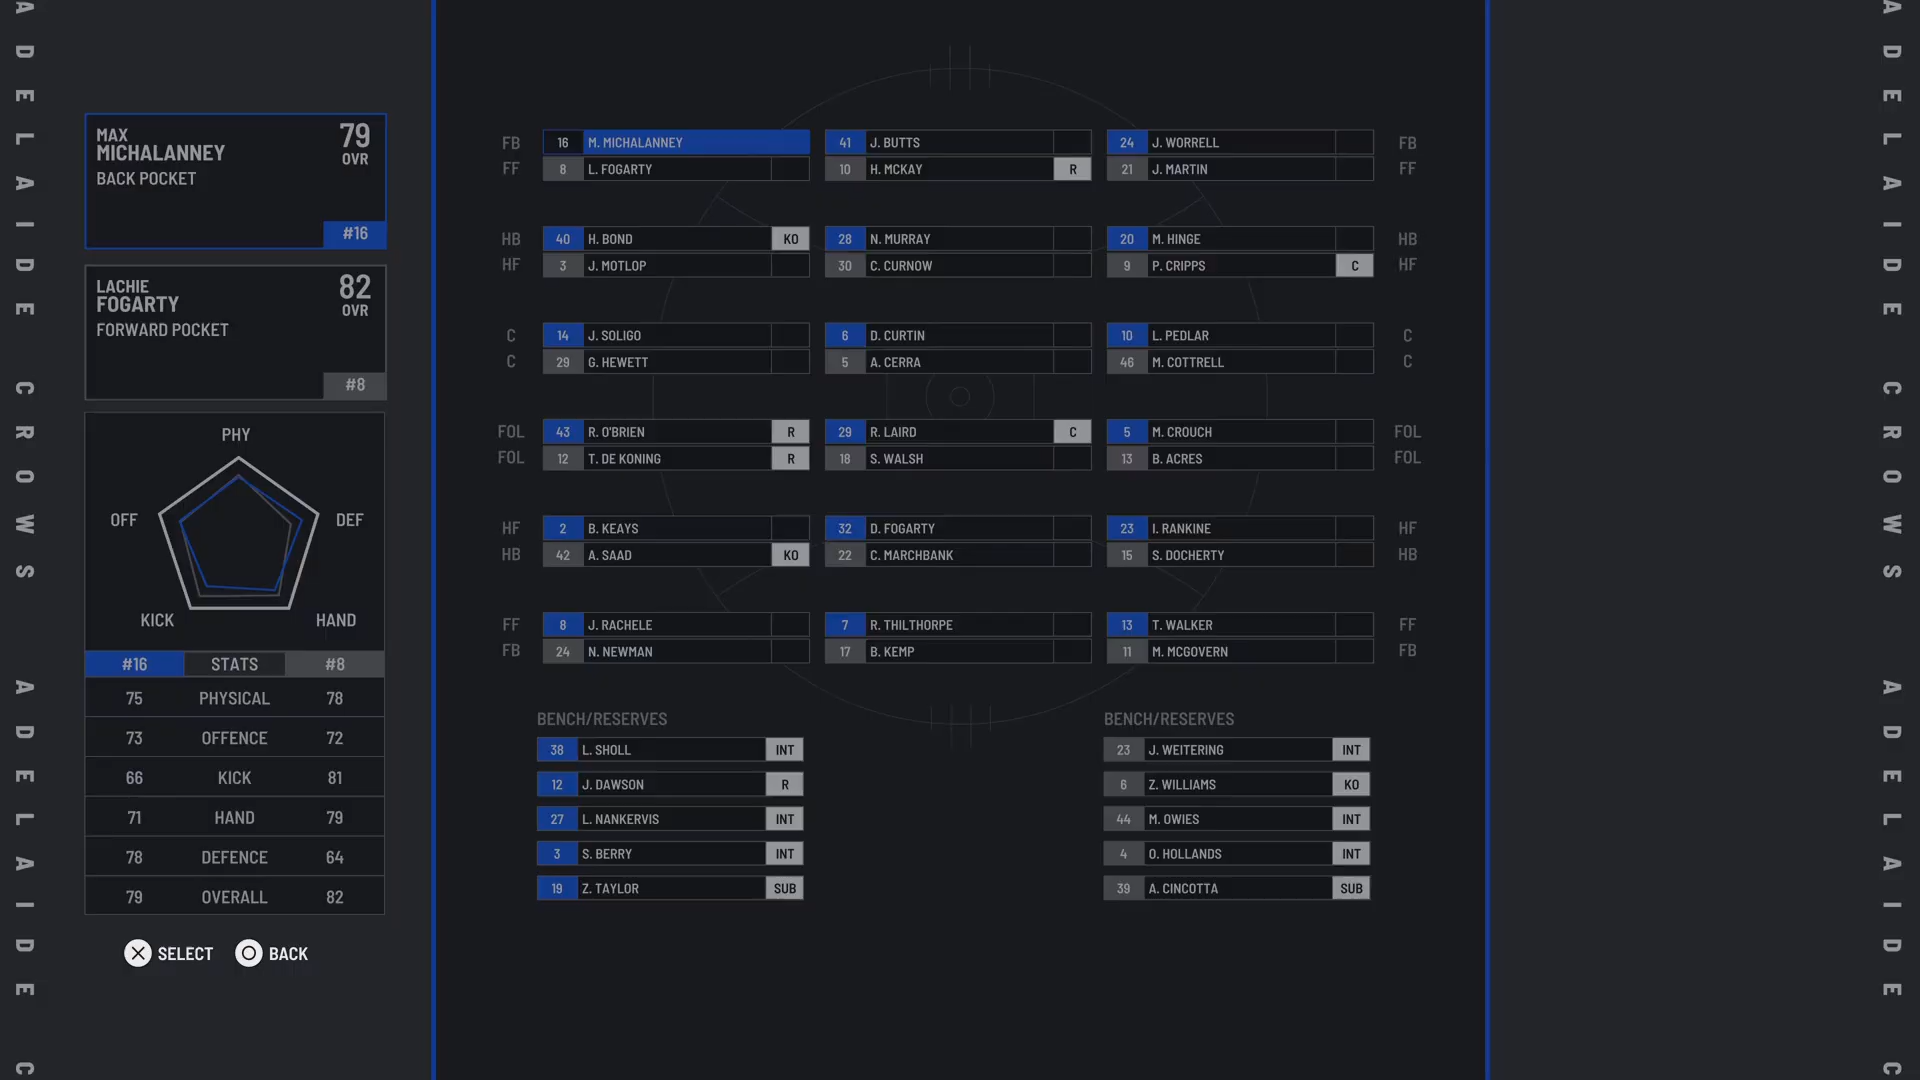 ADELAIDE CROWS ADELAIDE C
MAX
MICHALANNEY
BACK POCKET
79
OVR
#16
LACHIE
FOGARTY
FORWARD POCKET
82
OVR
#8
PHY
OFF
DEF
KICK
HAND
#16 STATS #8
75 PHYSICAL 78
73 OFFENCE 72
66 KICK 81
71 HAND 79
78 DEFENCE 64
79 OVERALL 82
SELECT BACK
FB 16 M. MICHALANNEY 41 J. BUTTS 24 J. WORRELL FB
FF 8 L. FOGARTY 10 H. MCKAY R 21 J. MARTIN FF
HB 40 H. BOND KO 28 N. MURRAY 20 M. HINGE HB
HF 3 J. MOTLOP 30 C. CURNOW 9 P. CRIPPS C HF
C 14 J. SOLIGO 6 D. CURTIN 10 L. PEDLAR C
C 29 G. HEWETT 5 A. CERRA 46 M. COTTRELL C
FOL 43 R. O'BRIEN R 29 R. LAIRD C 5 M. CROUCH FOL
FOL 12 T. DE KONING R 18 S. WALSH 13 B. ACRES FOL
HF 2 B. KEAYS 32 D. FOGARTY 23 I. RANKINE HF
HB 42 A. SAAD KO 22 C. MARCHBANK 15 S. DOCHERTY HB
FF 8 J. RACHELE 7 R. THILTHORPE 13 T. WALKER FF
FB 24 N. NEWMAN 17 B. KEMP 11 M. MCGOVERN FB
BENCH/RESERVES
38 L. SHOLL INT
12 J. DAWSON R
27 L. NANKERVIS INT
3 S. BERRY INT
19 Z. TAYLOR SUB
BENCH/RESERVES
23 J. WEITERING INT
6 Z. WILLIAMS KO
44 M. OWIES INT
4 O. HOLLANDS INT
39 A. CINCOTTA SUB
ADELAIDE CROWS ADELAIDE C